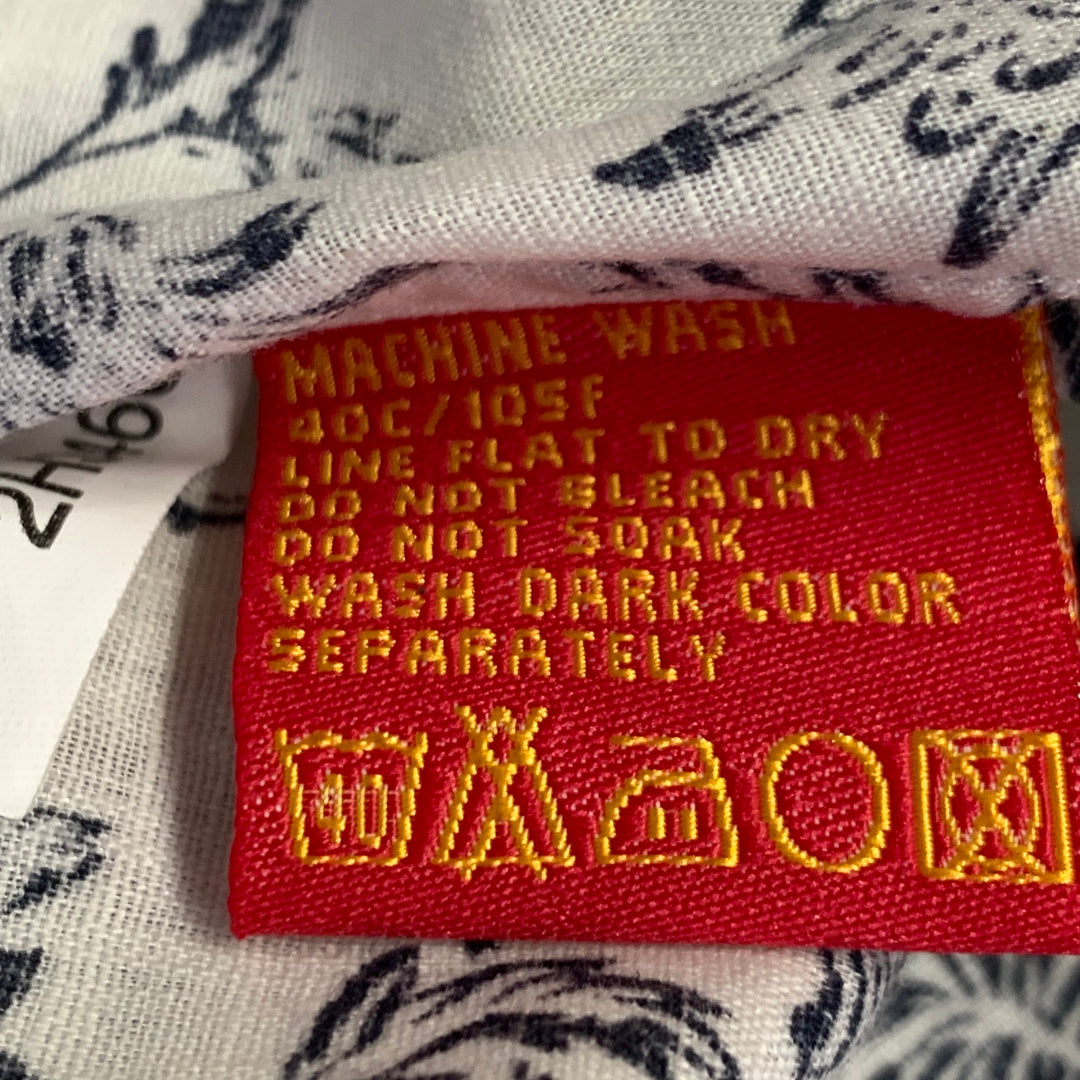 MACHINE WASH
40C/105F
LINE FLAT TO DRY
DO NOT BLEACH
DO NOT SOAK
WASH DARK COLOR
SEPARATELY
40